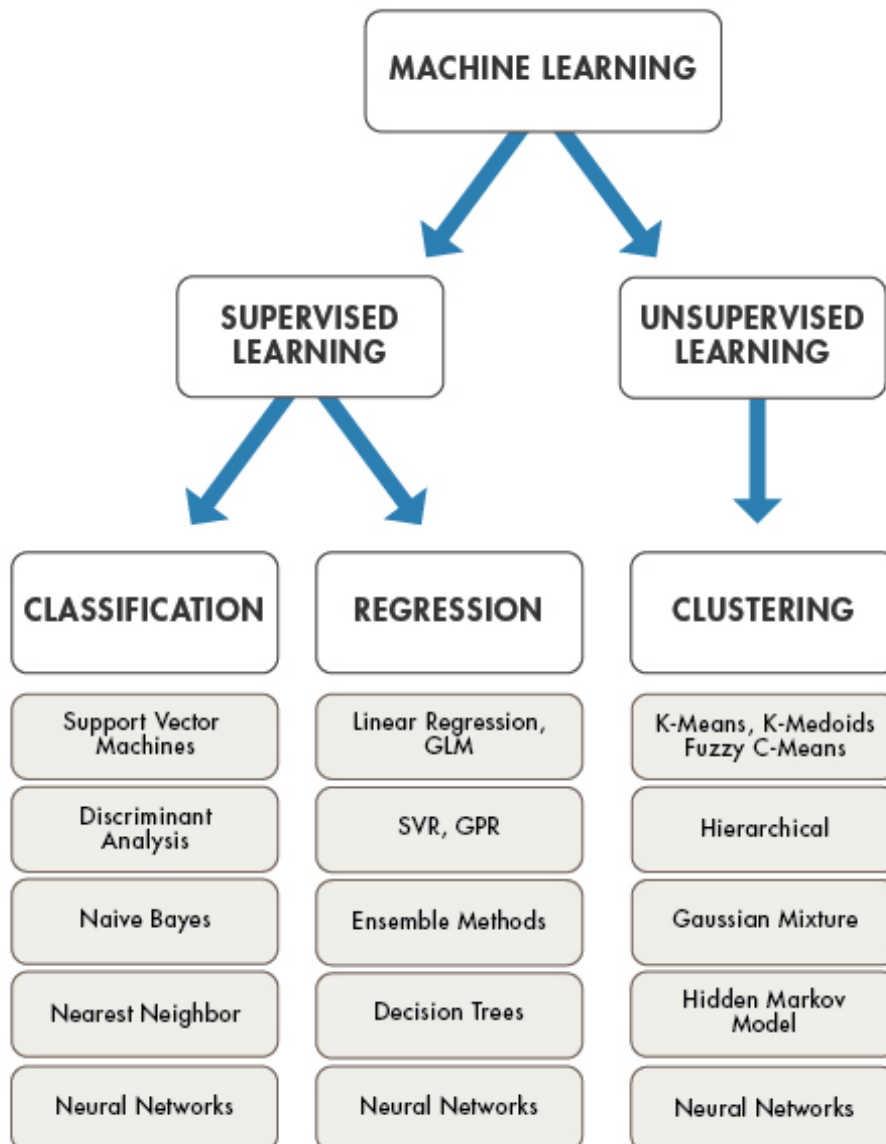 MACHINE LEARNING
SUPERVISED
LEARNING
UNSUPERVISED
LEARNING
CLASSIFICATION
Support Vector
Machines
Discriminant
Analysis
Naive Bayes
Nearest Neighbor
Neural Networks
REGRESSION
Linear Regression,
GLM
SVR, GPR
Ensemble Methods
Decision Trees
Neural Networks
CLUSTERING
K-Means, K-Medoids
Fuzzy C-Means
Hierarchical
Gaussian Mixture
Hidden Markov
Model
Neural Networks